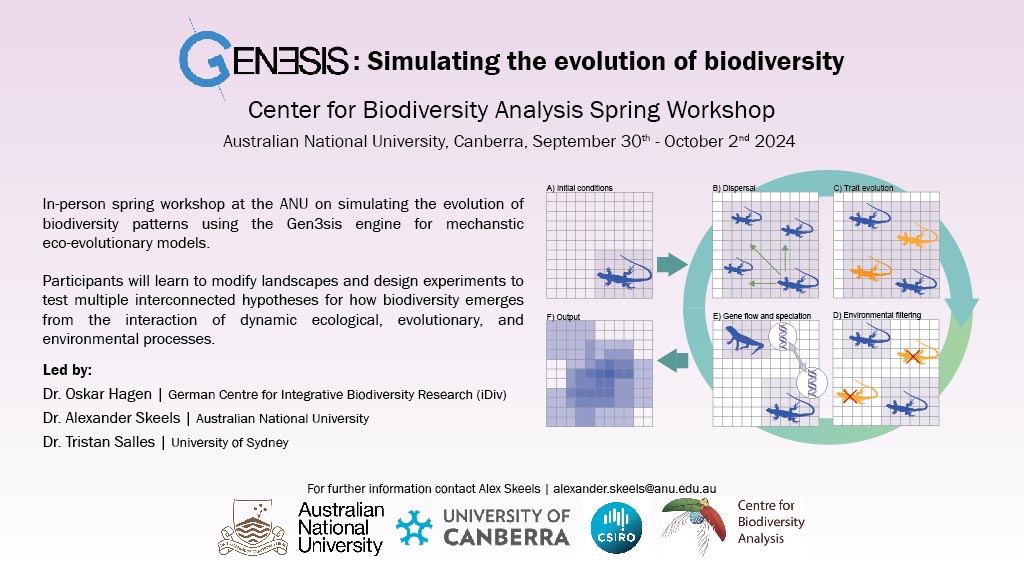 GEN3SIS : Simulating the evolution of biodiversity
Center for Biodiversity Analysis Spring Workshop
Australian National University, Canberra, September 30th - October 2nd 2024
In-person spring workshop at the ANU on simulating the evolution of
biodiversity patterns using the Gen3sis engine for mechanstic
eco-evolutionary models.
Participants will learn to modify landscapes and design experiments to
test multiple interconnected hypotheses for how biodiversity emerges
from the interaction of dynamic ecological, evolutionary, and
environmental processes.
Led by:
Dr. Oskar Hagen | German Centre for Integrative Biodiversity Research (iDiv)
Dr. Alexander Skeels | Australian National University
Dr. Tristan Salles | University of Sydney
A) Initial conditions
B) Dispersal
C) Trait evolution
F) Output
E) Gene flow and speciation
D) Environmental filtering
For further information contact Alex Skeels | alexander.skeels@anu.edu.au
Australian
National
University
UNIVERSITY OF
CANBERRA
CSIRO
Centre for
Biodiversity
Analysis